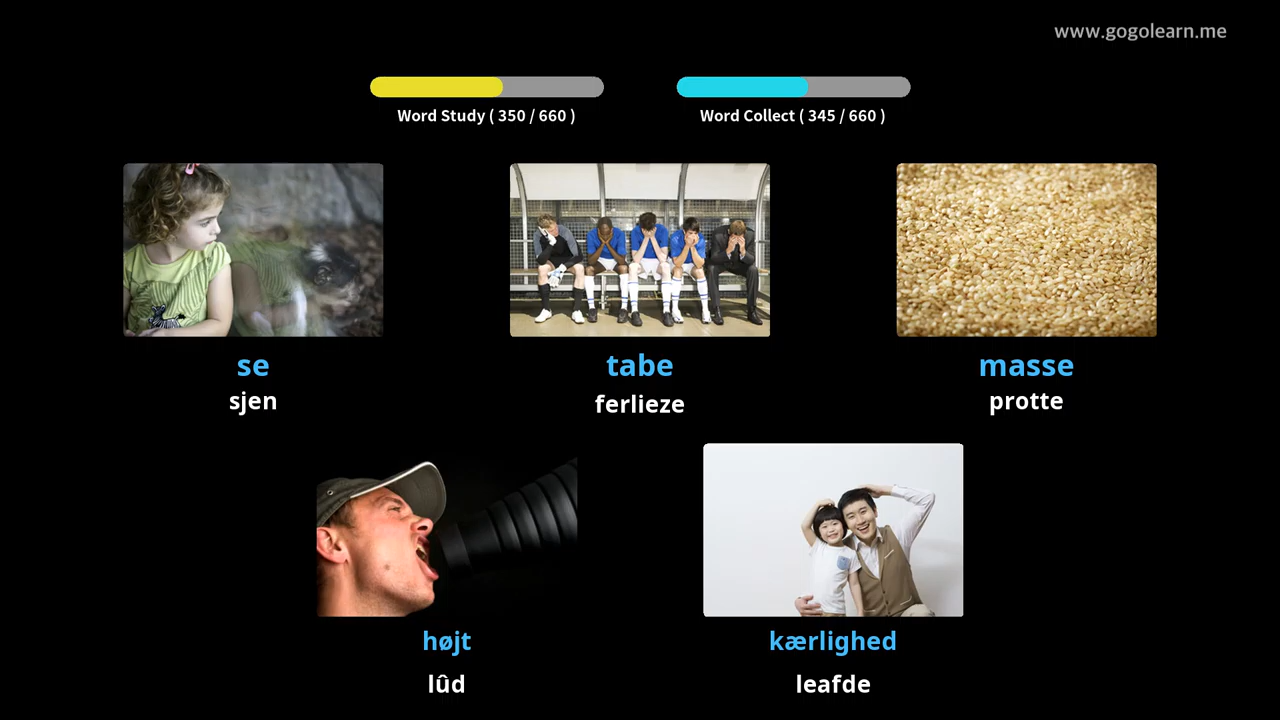 www.gogolearn.me
Word Study ( 350 / 660 )
Word Collect ( 345 / 660 )
se
sjen
tabe
ferlieze
masse
protte
højt
lûd
kærlighed
leafde